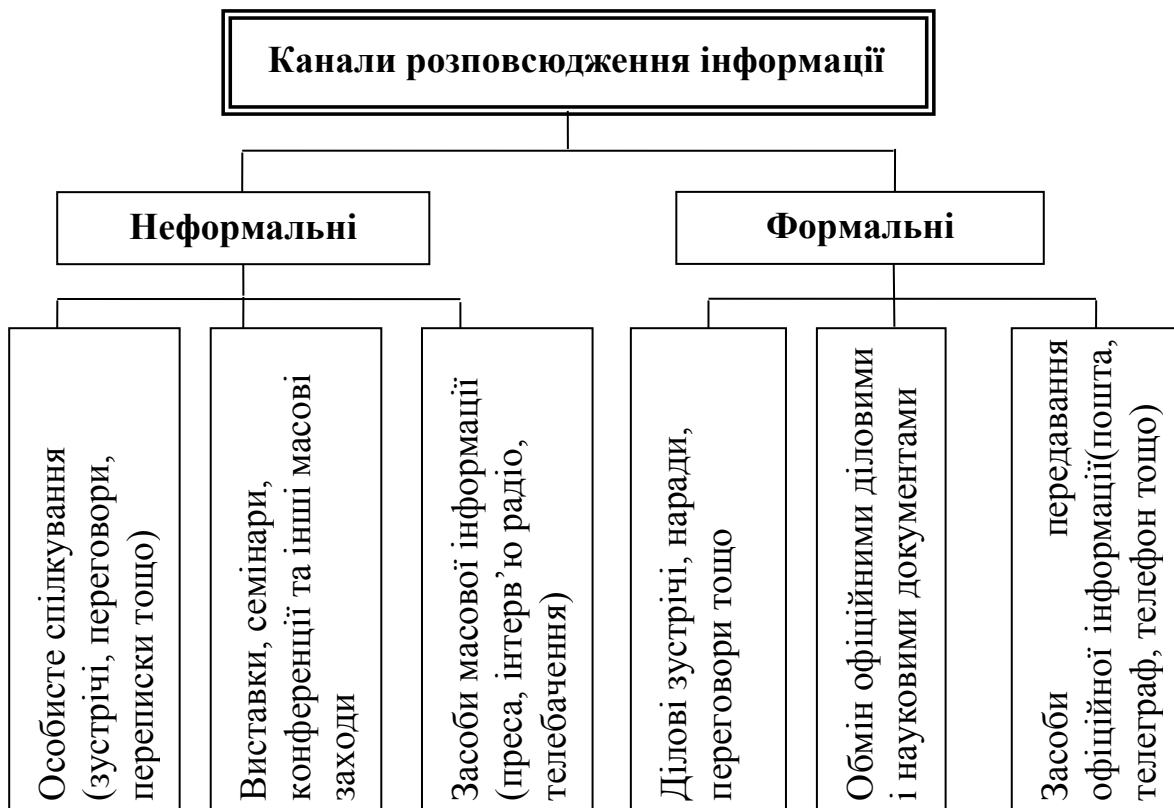 Канали розповсюдження інформації
Неформальні
Формальні
Особисте спілкування
(зустрічі, переговори,
переписки тощо)
Виставки, семінари,
конференції та інші масові
заходи
Засоби масової інформації
(преса, інтерв’ю радіо,
телебачення)
Ділові зустрічі, наради,
переговори тощо
Обмін офіційними діловими
і науковими документами
Засоби передавання
офіційної інформації(пошта,
телеграф, телефон тощо)